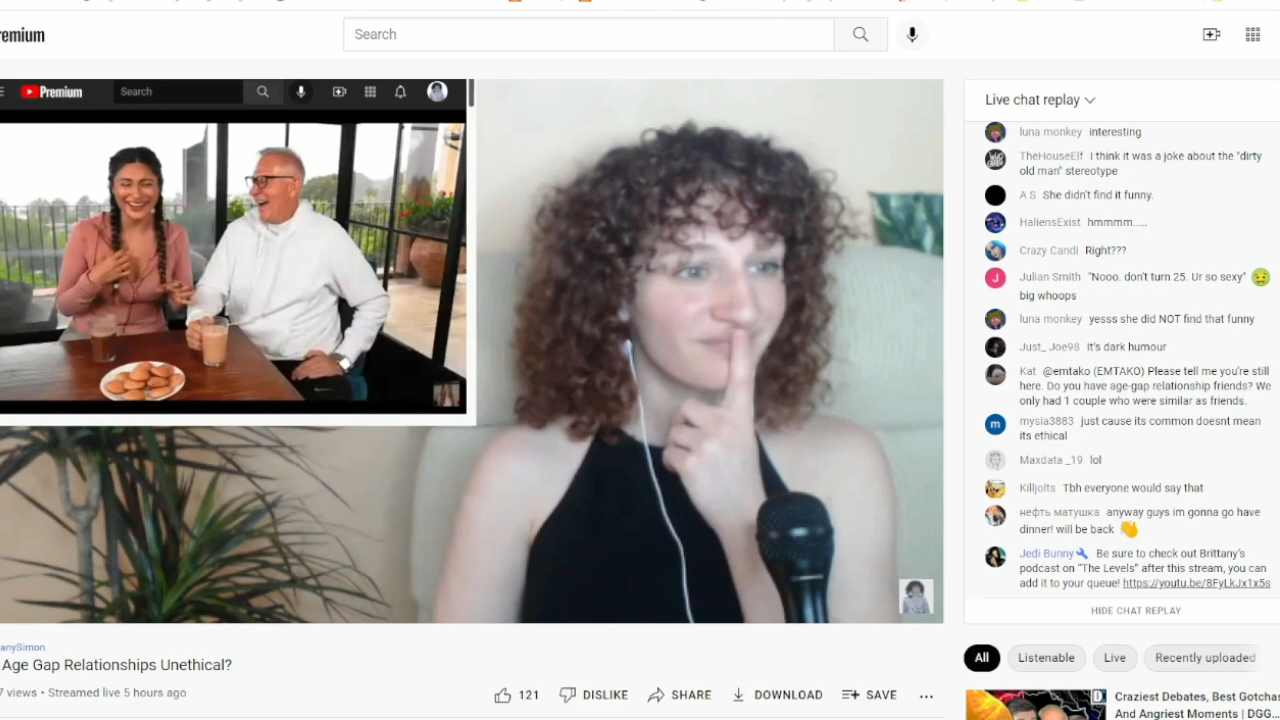 remium
Search
Premium
Search
Live chat replay
luna monkey interesting
TheHouseElf I think it was a joke about the "dirty
old man" stereotype
A S She didn't find it funny.
HaliensExist hmmmm.....
Crazy Candi Right???
Julian Smith "Nooo. don't turn 25. Ur so sexy" 🤢
big whoops
luna monkey yesss she did NOT find that funny
Just_ Joe98 it's dark humour
Kat @emtako (EMTAKO) Please tell me you're still
here. Do you have age-gap relationship friends? We
only had 1 couple who were similar as friends.
mysia3883 just cause its common doesnt mean
its ethical
Maxdata _19 lol
Killjolts Tbh everyone would say that
нефть матушка anyway guys im gonna go have
dinner! will be back 👋
Jedi Bunny🔧 Be sure to check out Brittany's
podcast on "The Levels" after this stream, you can
add it to your queue! https://youtu.be/8FyLkJx1x5s
HIDE CHAT REPLAY
anySimon
Age Gap Relationships Unethical?
7 views • Streamed live 5 hours ago
121 DISLIKE SHARE DOWNLOAD SAVE
All Listenable Live Recently uploaded
Craziest Debates, Best Gotchas
And Angriest Moments | DGG...